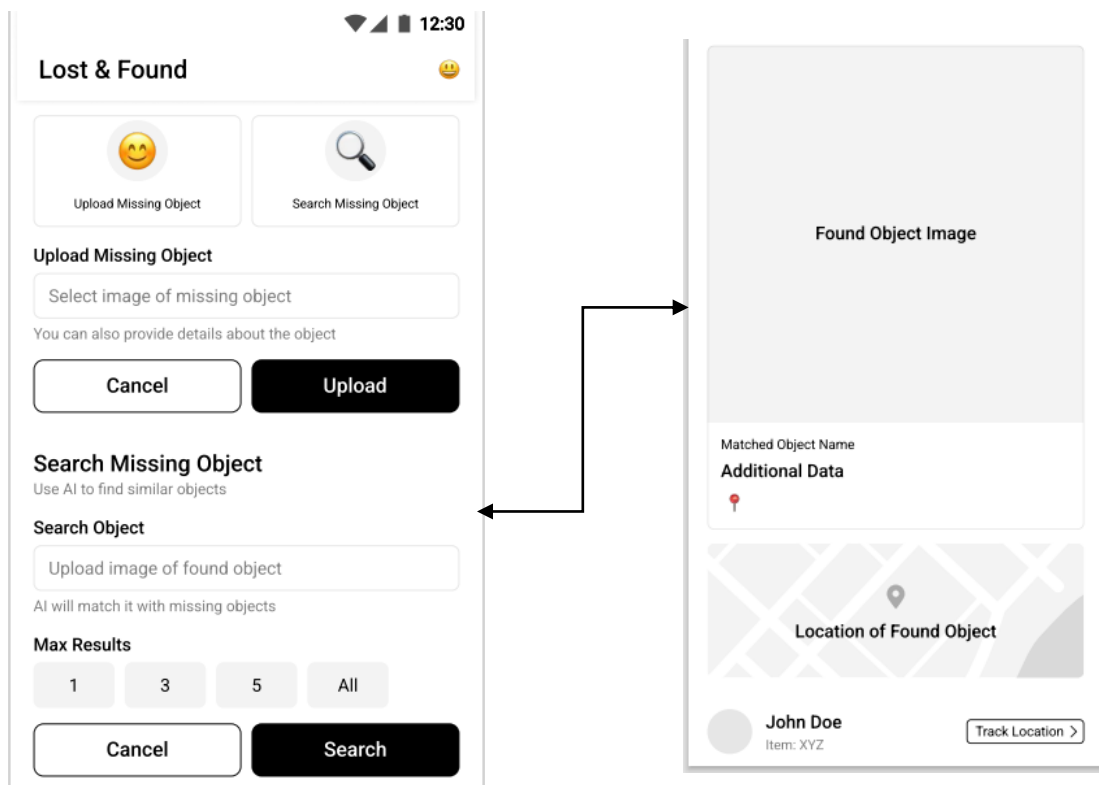 12:30
Lost & Found
Upload Missing Object
Search Missing Object
Upload Missing Object
Select image of missing object
You can also provide details about the object
Cancel
Upload
Search Missing Object
Use AI to find similar objects
Search Object
Upload image of found object
AI will match it with missing objects
Max Results
1
3
5
All
Cancel
Search
Found Object Image
Matched Object Name
Additional Data
Location of Found Object
John Doe
Item: XYZ
Track Location